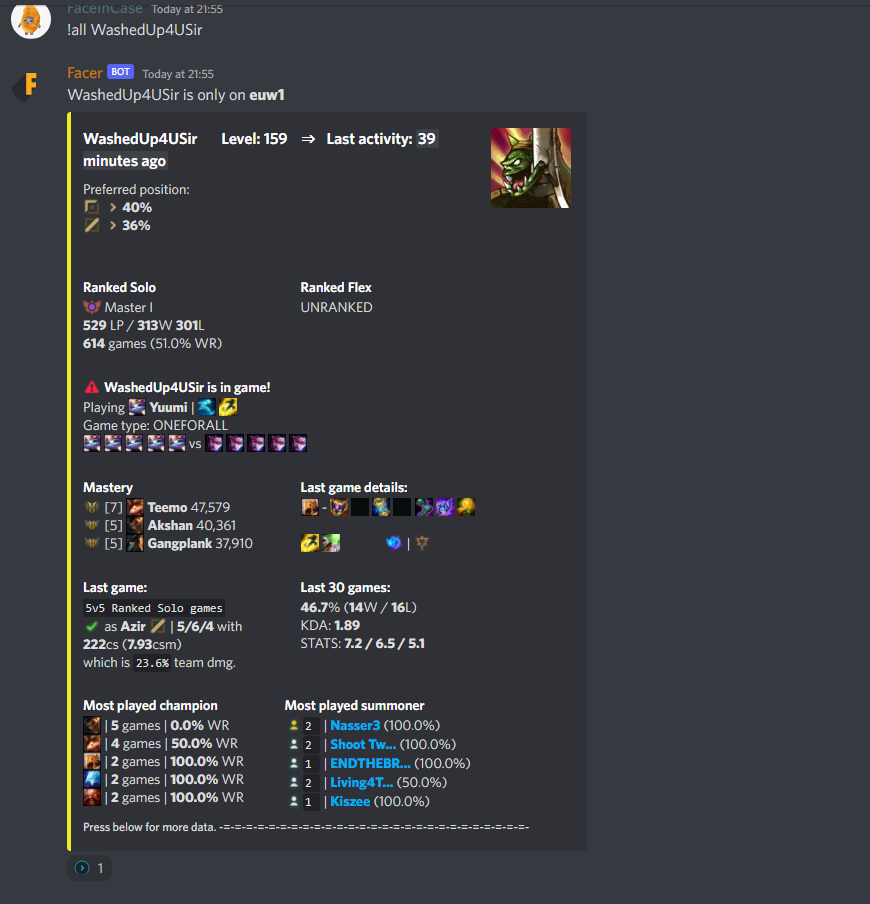 FaceInCase Today at 21:55
!all WashedUp4USir
Facer BOT Today at 21:55
WashedUp4USir is only on euw1
WashedUp4USir Level: 159 ⇒ Last activity: 39
minutes ago
Preferred position:
> 40%
> 36%
Ranked Solo
Master I
529 LP / 313W 301L
614 games (51.0% WR)
Ranked Flex
UNRANKED
WashedUp4USir is in game!
Playing Yuumi |
Game type: ONEFORALL
vs
Mastery
[7] Teemo 47,579
[5] Akshan 40,361
[5] Gangplank 37,910
Last game details:
-
|
Last game:
5v5 Ranked Solo games
as Azir | 5/6/4 with
222cs (7.93csm)
which is 23.6% team dmg.
Last 30 games:
46.7% (14W / 16L)
KDA: 1.89
STATS: 7.2 / 6.5 / 5.1
Most played champion
| 5 games | 0.0% WR
| 4 games | 50.0% WR
| 2 games | 100.0% WR
| 2 games | 100.0% WR
| 2 games | 100.0% WR
Most played summoner
2 | Nasser3 (100.0%)
2 | Shoot Tw... (100.0%)
1 | ENDTHEBR... (100.0%)
2 | Living4T... (50.0%)
1 | Kiszee (100.0%)
Press below for more data. -=-=-=-=-=-=-=-=-=-=-=-=-=-=-=-=-=-=-=-=-=-=-=-=-=-
1